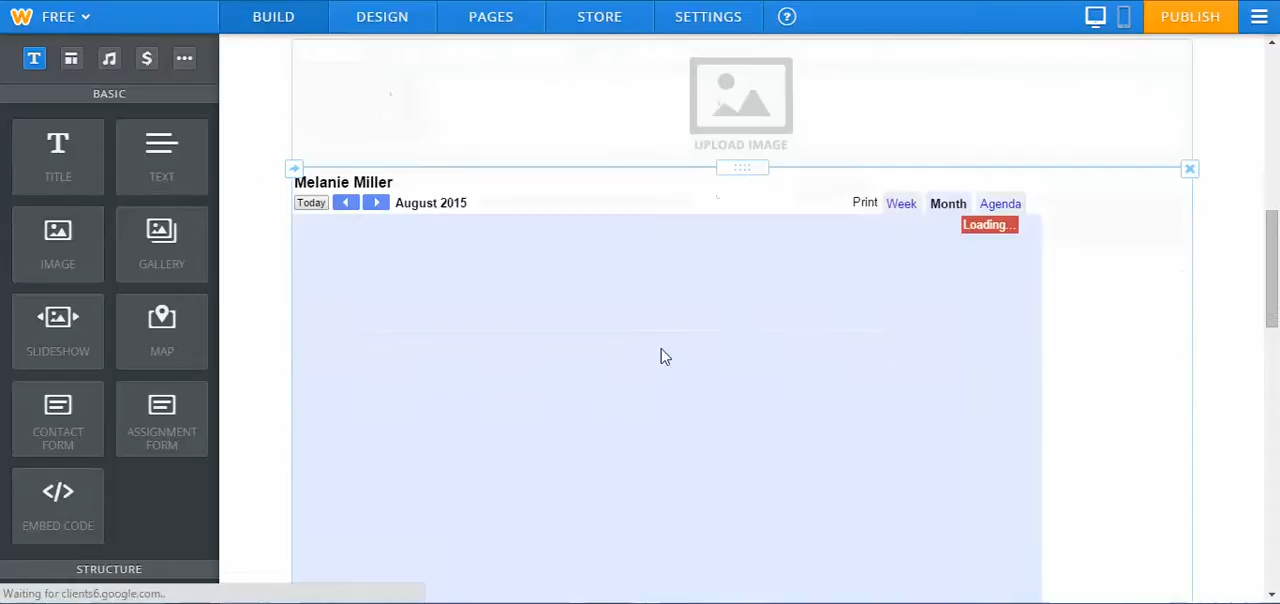 FREE BUILD DESIGN PAGES STORE SETTINGS ? PUBLISH
T $
BASIC
T
TITLE TEXT
IMAGE GALLERY
SLIDESHOW MAP
CONTACT FORM
ASSIGNMENT FORM
</>
EMBED CODE
STRUCTURE
UPLOAD IMAGE
Melanie Miller
Today August 2015 Print Week Month Agenda
Loading...
Waiting for clients6.google.com..